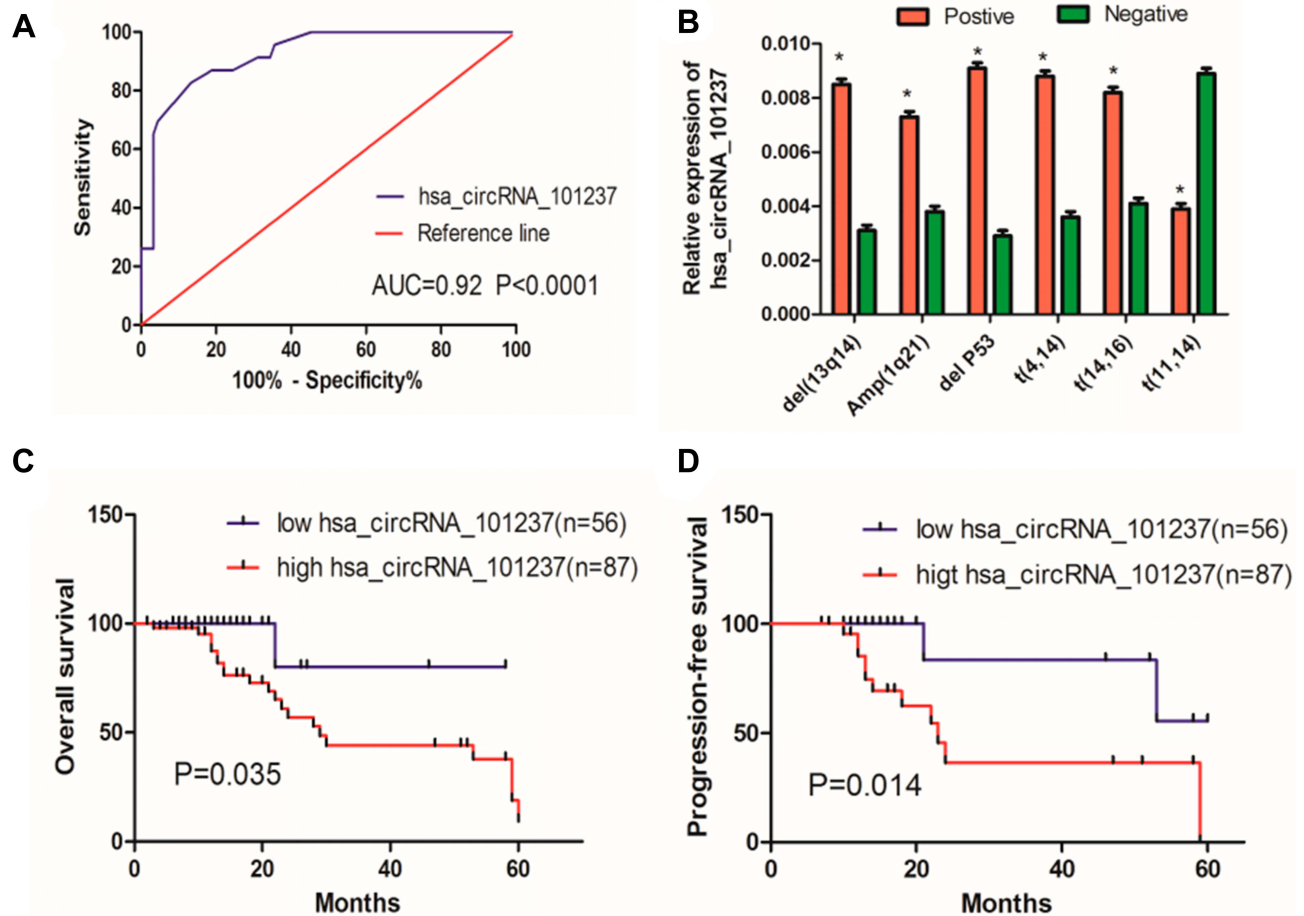 A
100
80
60
40
20
0
Sensitivity
hsa_circRNA_101237
Reference line
AUC=0.92 P<0.0001
0 20 40 60 80 100
100% - Specificity%
B
Postive Negative
0.010
0.008
0.006
0.004
0.002
0.000
Relative expression of
hsa_circRNA_101237
* * * * * *
del(13q14) Amp(1q21) del P53 t(4,14) t(14,16) t(11,14)
C
150
100
50
0
Overall survival
low hsa_circRNA_101237(n=56)
high hsa_circRNA_101237(n=87)
P=0.035
0 20 40 60
Months
D
150
100
50
0
Progression-free survival
low hsa_circRNA_101237(n=56)
higt hsa_circRNA_101237(n=87)
P=0.014
0 20 40 60
Months